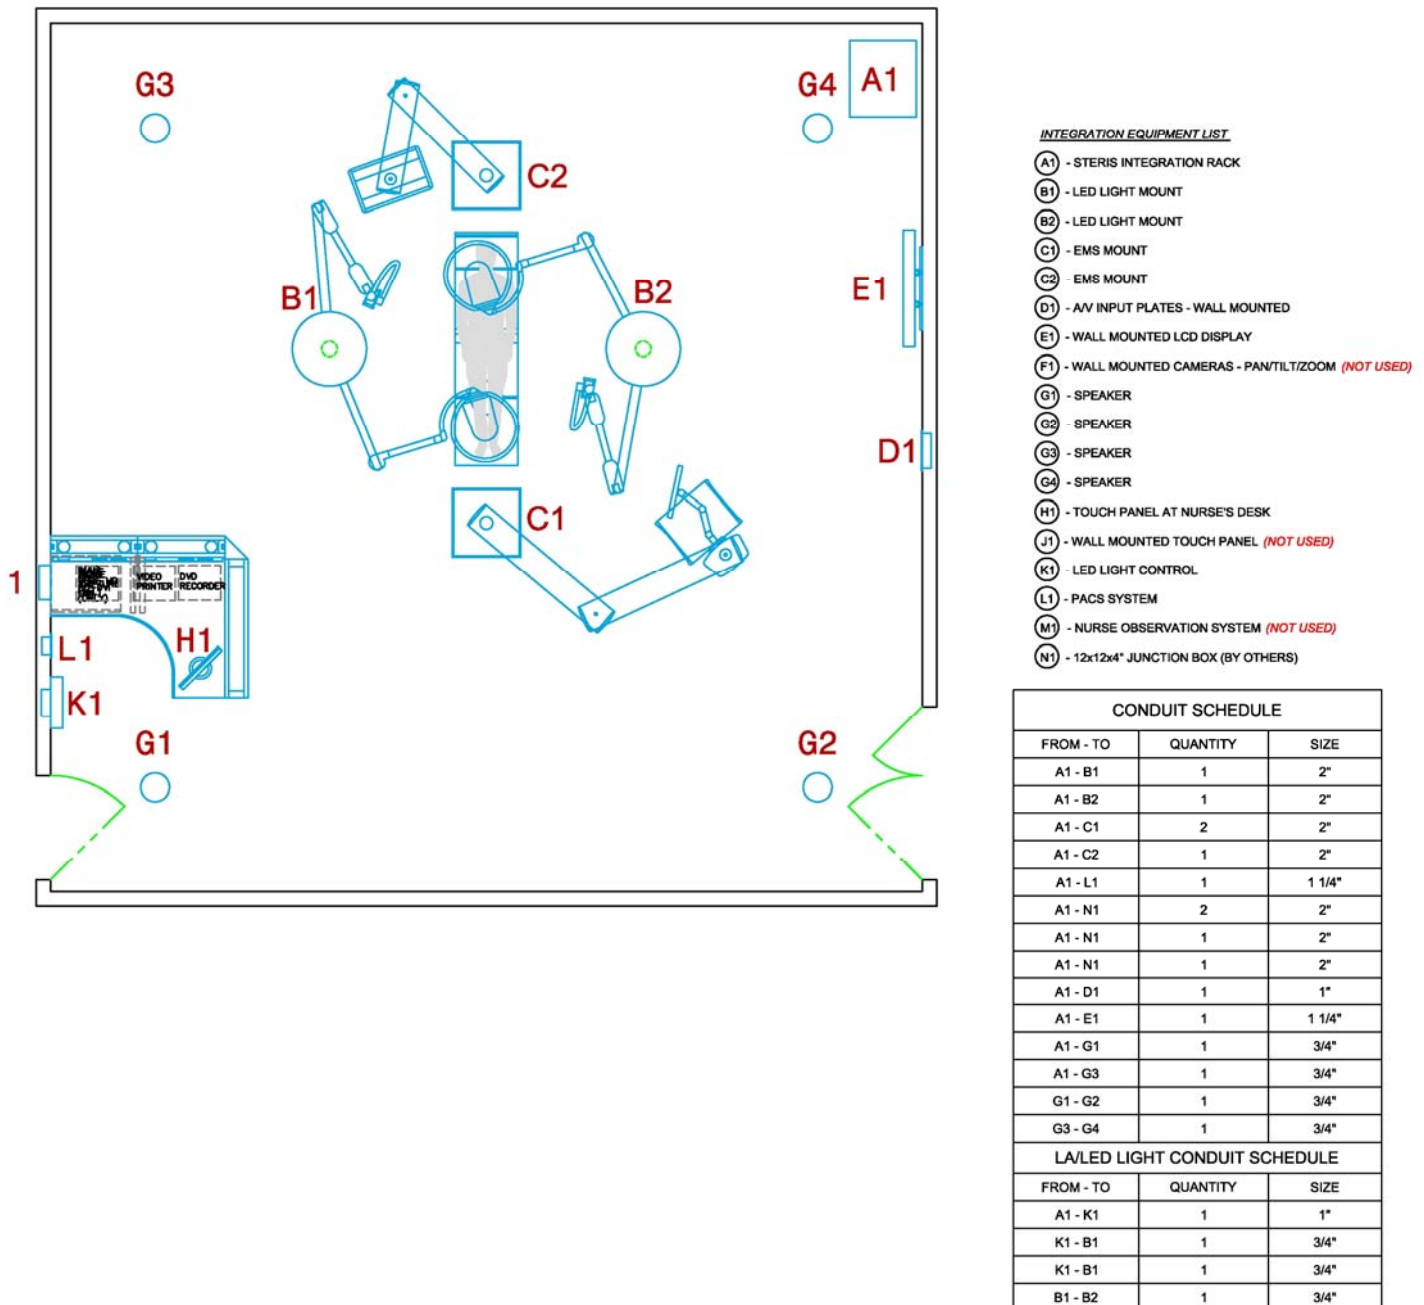 G3
G4
A1
C2
B1
B2
E1
D1
C1
1
VIDEO
PRINTER
DVD
RECORDER
L1
H1
K1
G1
G2
INTEGRATION EQUIPMENT LIST
A1 - STERIS INTEGRATION RACK
B1 - LED LIGHT MOUNT
B2 - LED LIGHT MOUNT
C1 - EMS MOUNT
C2 - EMS MOUNT
D1 - A/V INPUT PLATES - WALL MOUNTED
E1 - WALL MOUNTED LCD DISPLAY
F1 - WALL MOUNTED CAMERAS - PAN/TILT/ZOOM (NOT USED)
G1 - SPEAKER
G2 - SPEAKER
G3 - SPEAKER
G4 - SPEAKER
H1 - TOUCH PANEL AT NURSE'S DESK
J1 - WALL MOUNTED TOUCH PANEL (NOT USED)
K1 - LED LIGHT CONTROL
L1 - PACS SYSTEM
M1 - NURSE OBSERVATION SYSTEM (NOT USED)
N1 - 12x12x4" JUNCTION BOX (BY OTHERS)
CONDUIT SCHEDULE
FROM - TO QUANTITY SIZE
A1 - B1 1 2"
A1 - B2 1 2"
A1 - C1 2 2"
A1 - C2 1 2"
A1 - L1 1 1 1/4"
A1 - N1 2 2"
A1 - N1 1 2"
A1 - N1 1 2"
A1 - D1 1 1"
A1 - E1 1 1 1/4"
A1 - G1 1 3/4"
A1 - G3 1 3/4"
G1 - G2 1 3/4"
G3 - G4 1 3/4"
LA/LED LIGHT CONDUIT SCHEDULE
FROM - TO QUANTITY SIZE
A1 - K1 1 1"
K1 - B1 1 3/4"
K1 - B1 1 3/4"
B1 - B2 1 3/4"